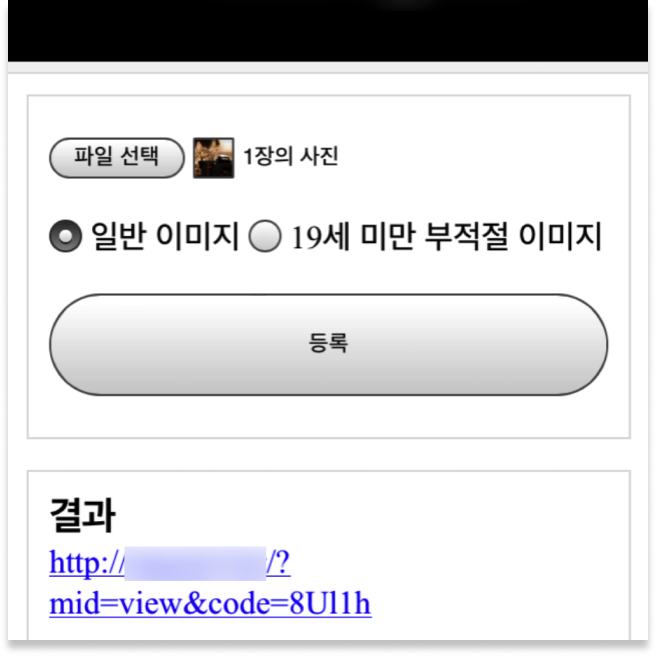 파일 선택 1장의 사진
일반 이미지 19세 미만 부적절 이미지
등록
결과
http:///?
mid=view&code=8Ul1h